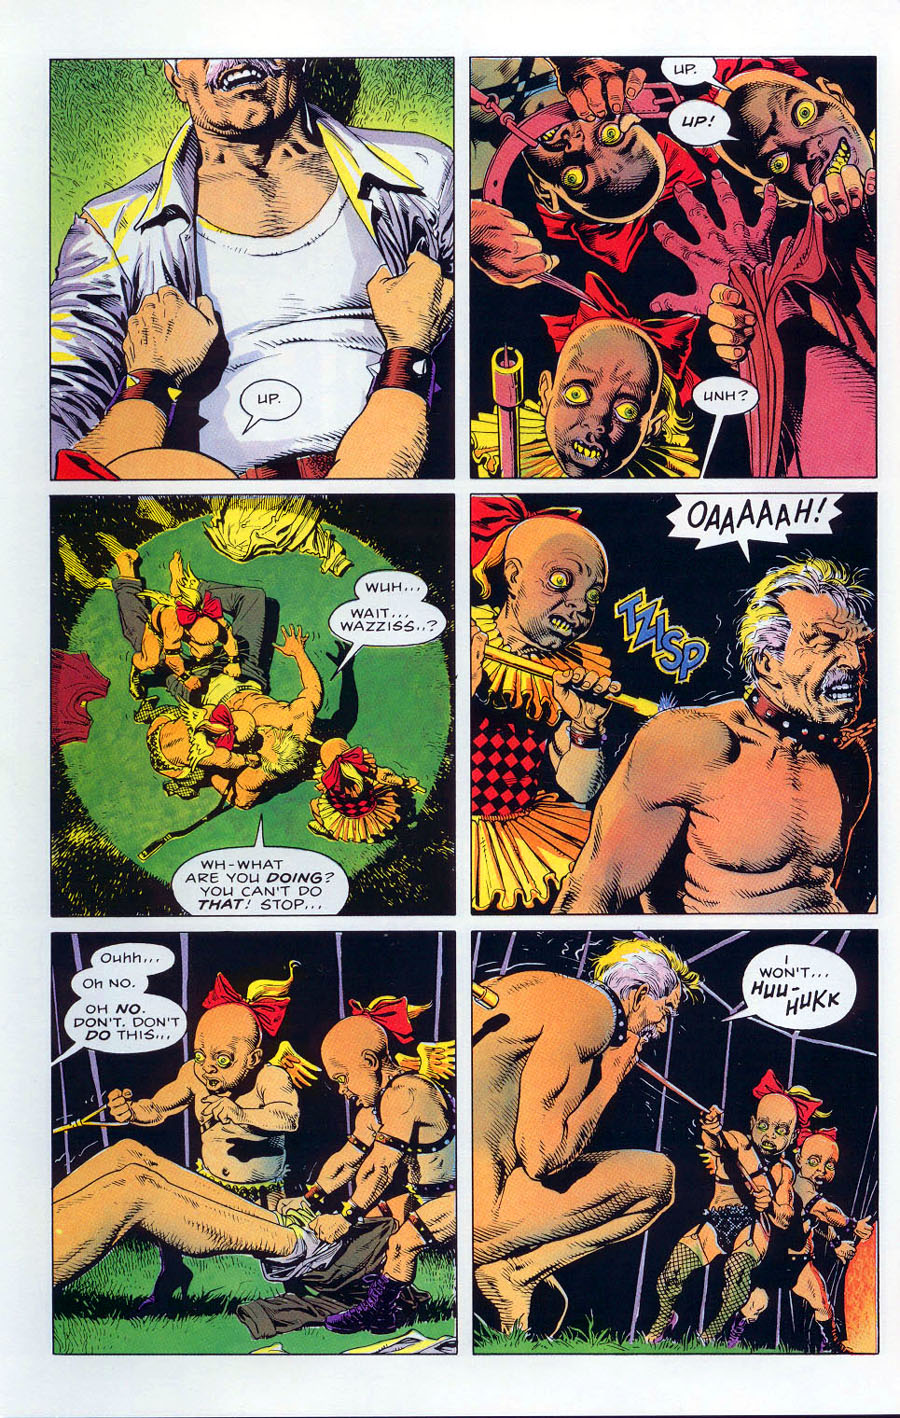 UP.
UP.
UP!
UNH?
WUH...
WAIT...
WAZZISS..?
WH-WHAT
ARE YOU DOING?
YOU CAN'T DO
THAT! STOP...
OAAAAAH!
TZISP
OUHH...
OH NO.
OH NO.
DON'T. DON'T
DO THIS...
I
WON'T...
HUU-
HUKK